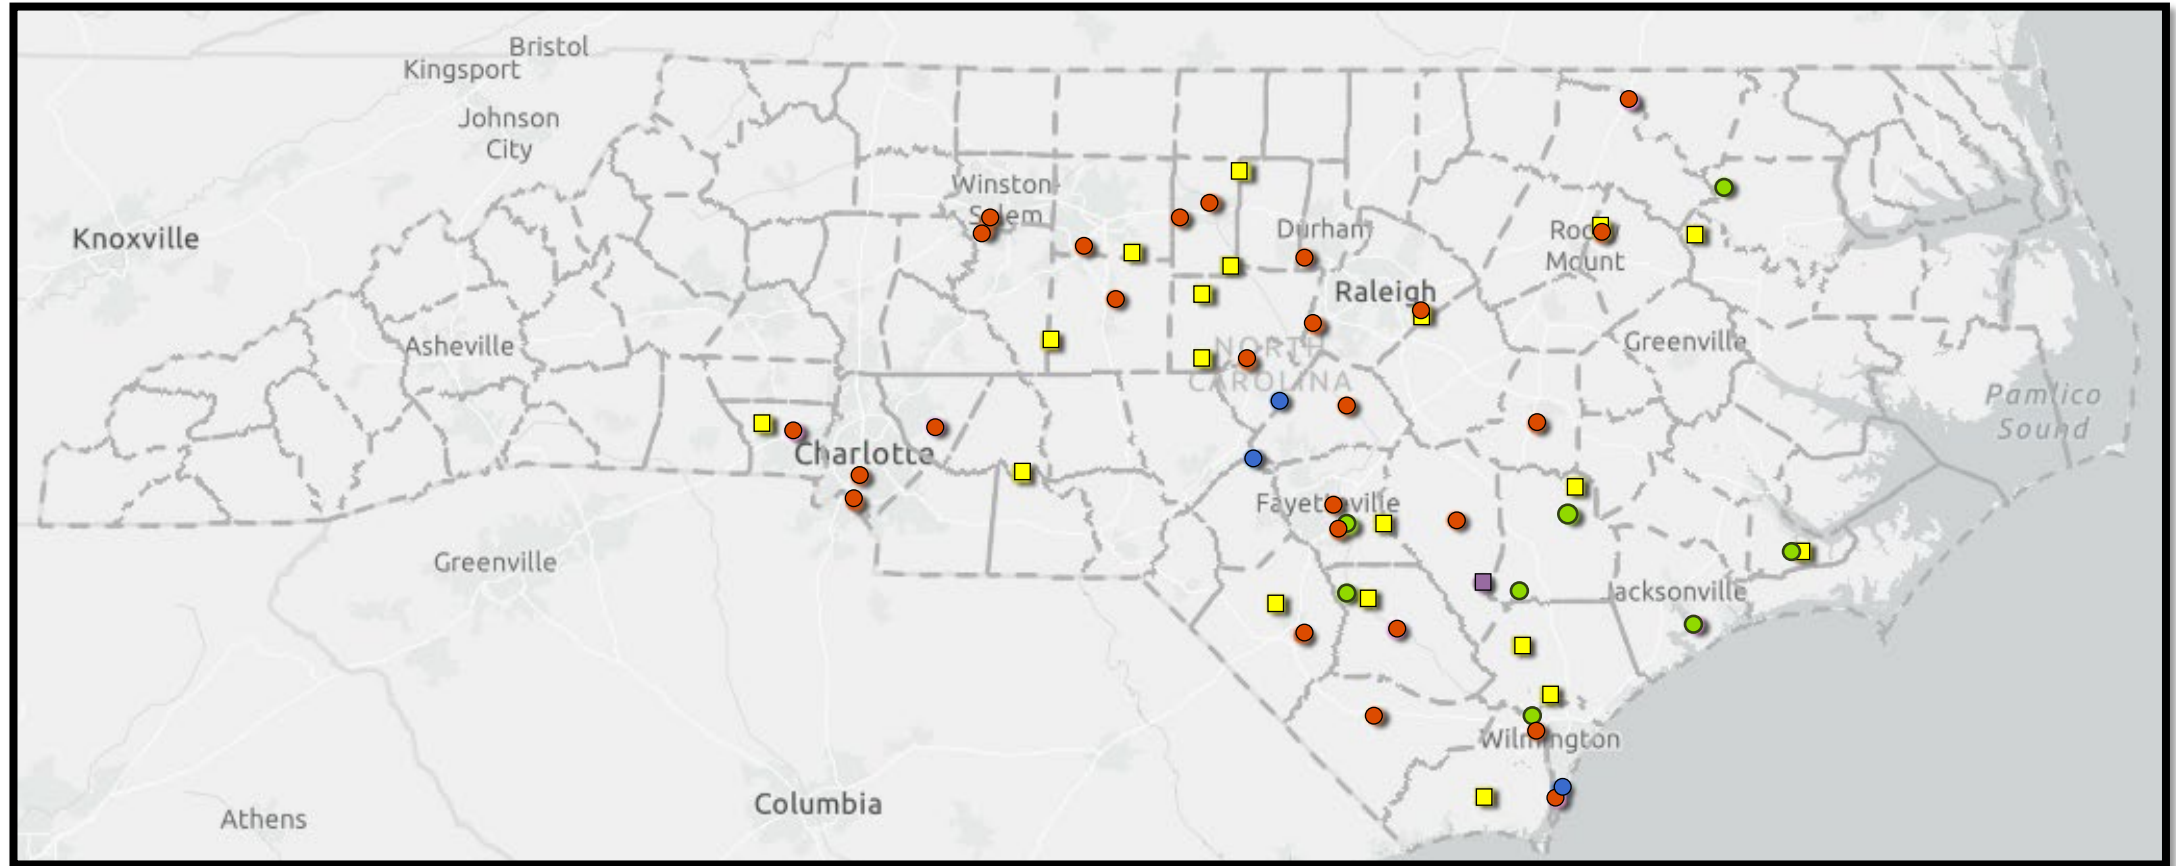 Bristol
Kingsport
Johnson
City
Winston-
Salem
Knoxville
Durham
Rocky
Mount
Raleigh
Asheville
NORTH
CAROLINA
Greenville
Pamlico
Sound
Charlotte
Fayetteville
Greenville
Jacksonville
Wilmington
Columbia
Athens